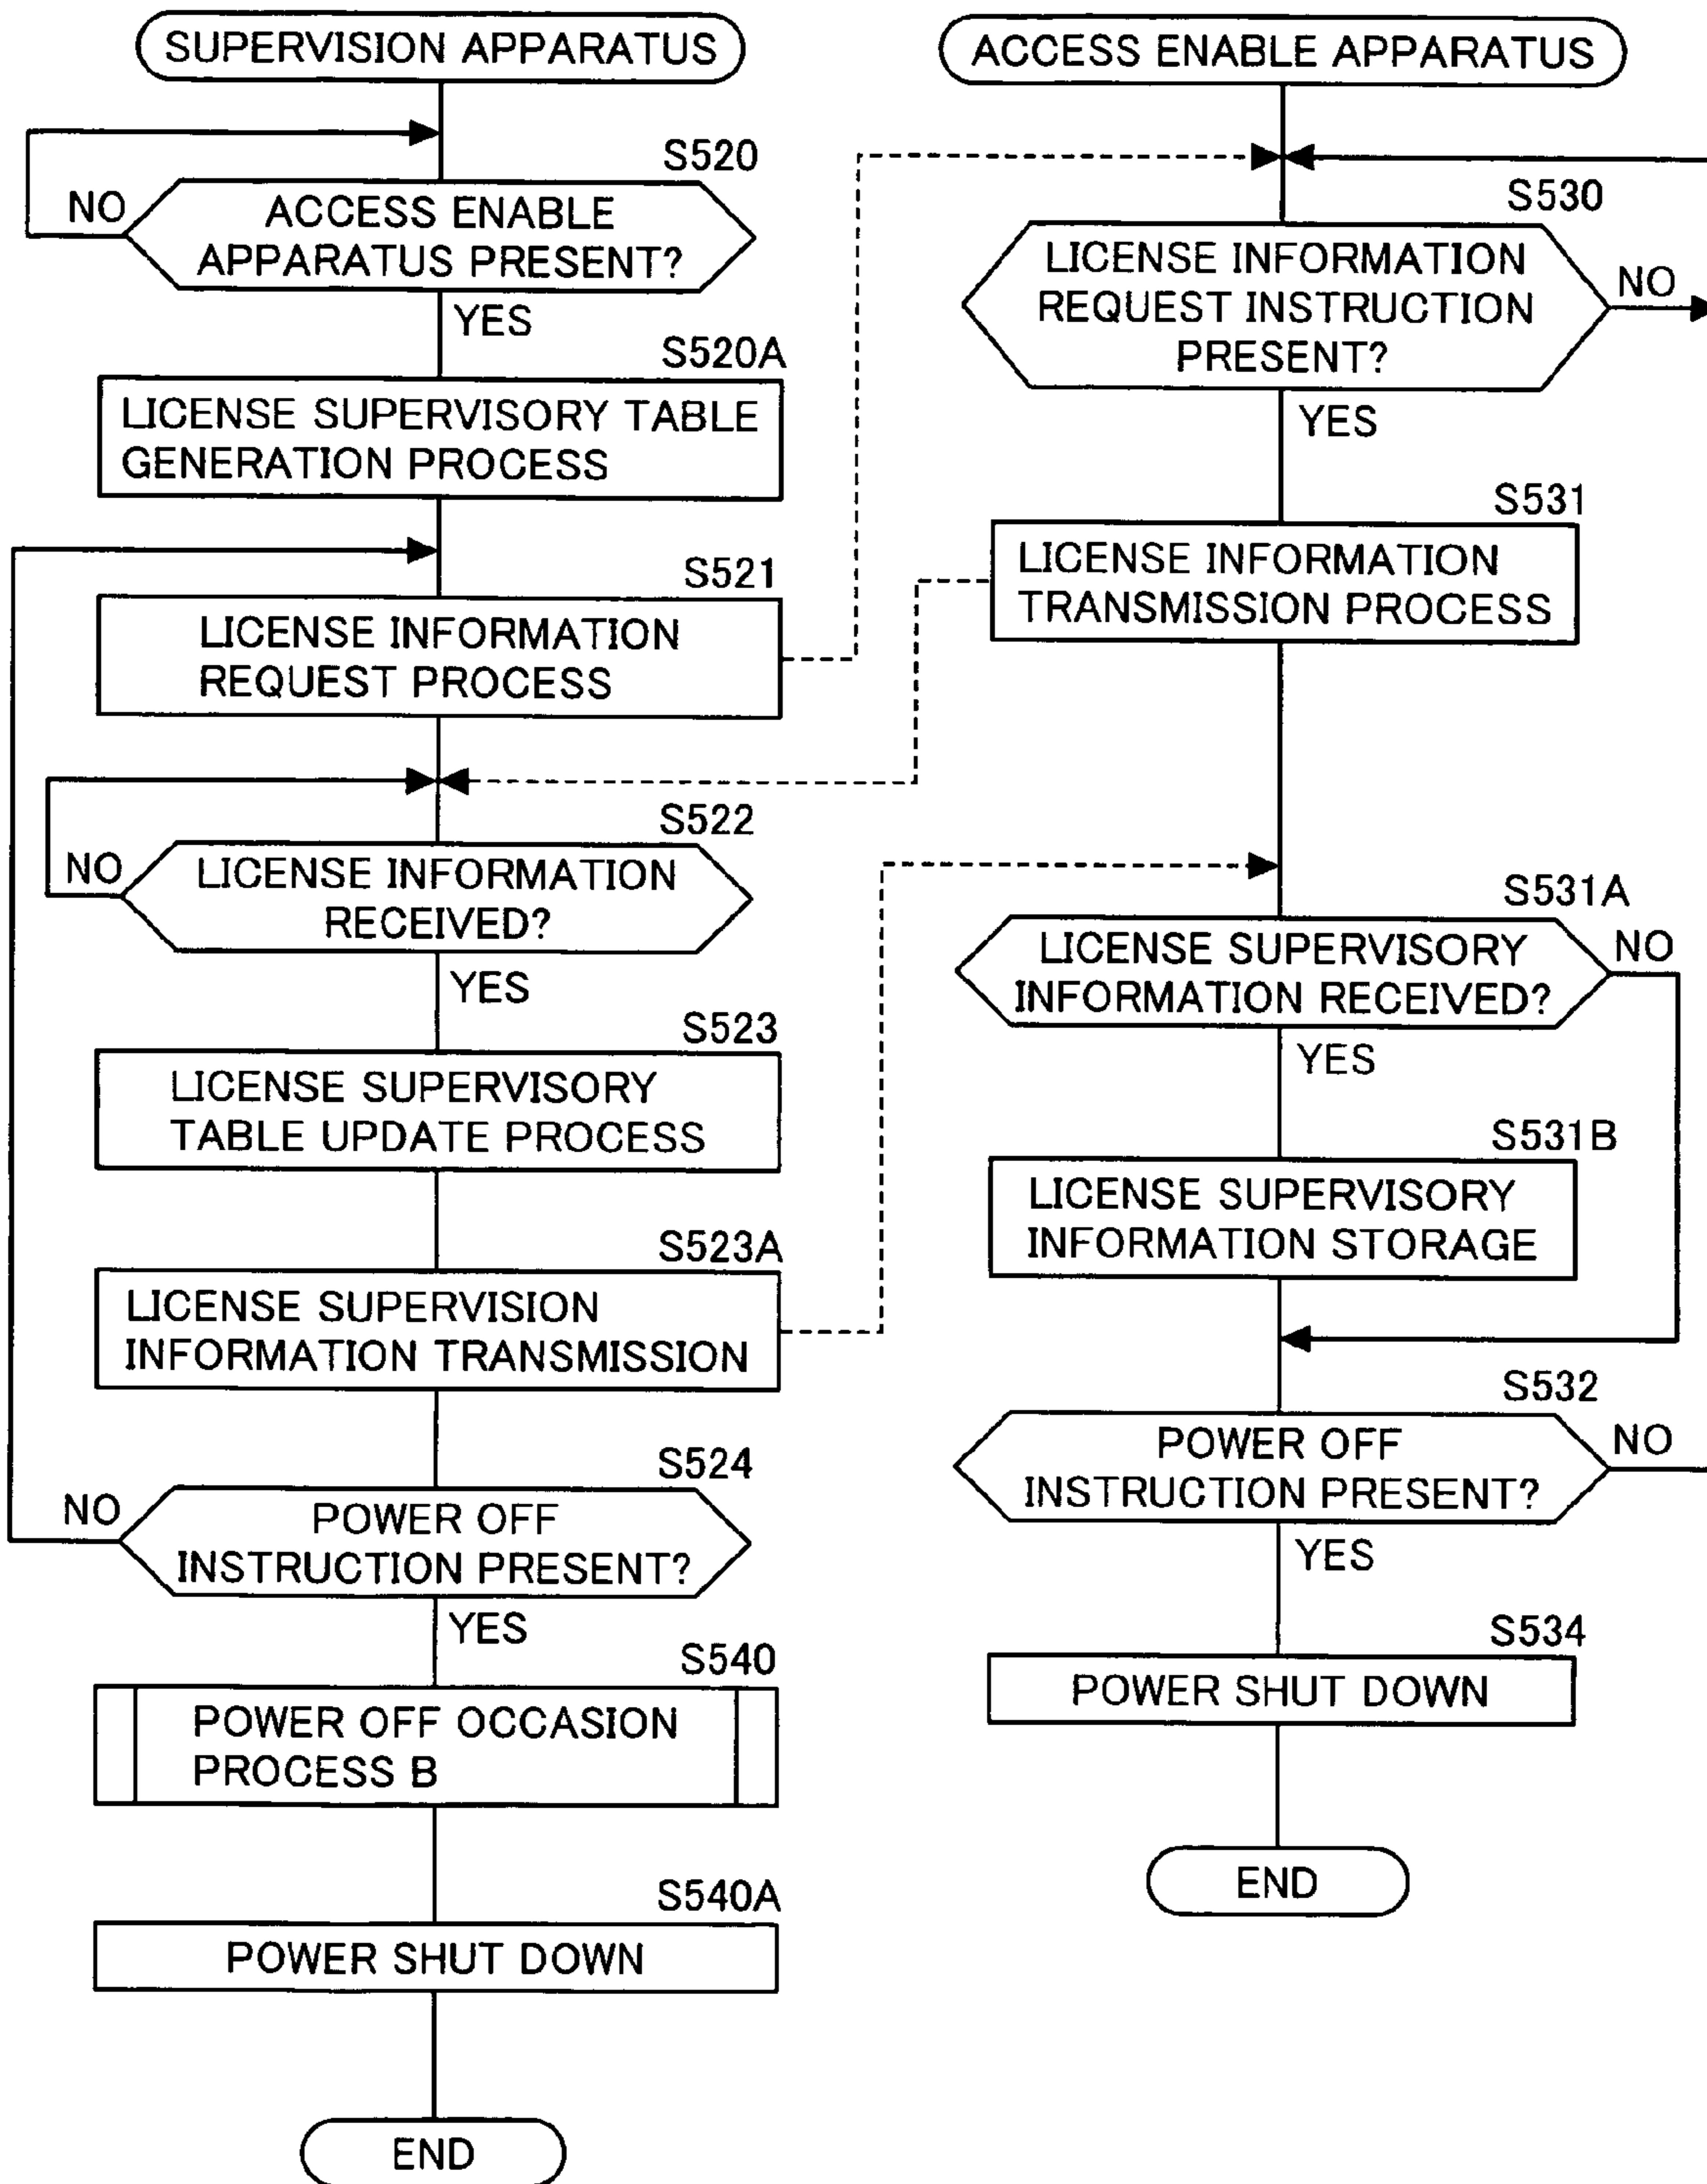 SUPERVISION APPARATUS
S520
NO
ACCESS ENABLE
APPARATUS PRESENT?
YES
S520A
LICENSE SUPERVISORY TABLE
GENERATION PROCESS
S521
LICENSE INFORMATION
REQUEST PROCESS
S522
NO
LICENSE INFORMATION
RECEIVED?
YES
S523
LICENSE SUPERVISORY
TABLE UPDATE PROCESS
S523A
LICENSE SUPERVISION
INFORMATION TRANSMISSION
S524
NO
POWER OFF
INSTRUCTION PRESENT?
YES
S540
POWER OFF OCCASION
PROCESS B
S540A
POWER SHUT DOWN
END
ACCESS ENABLE APPARATUS
S530
LICENSE INFORMATION
REQUEST INSTRUCTION
PRESENT?
NO
YES
S531
LICENSE INFORMATION
TRANSMISSION PROCESS
S531A
LICENSE SUPERVISORY
INFORMATION RECEIVED?
NO
YES
S531B
LICENSE SUPERVISORY
INFORMATION STORAGE
S532
POWER OFF
INSTRUCTION PRESENT?
NO
YES
S534
POWER SHUT DOWN
END